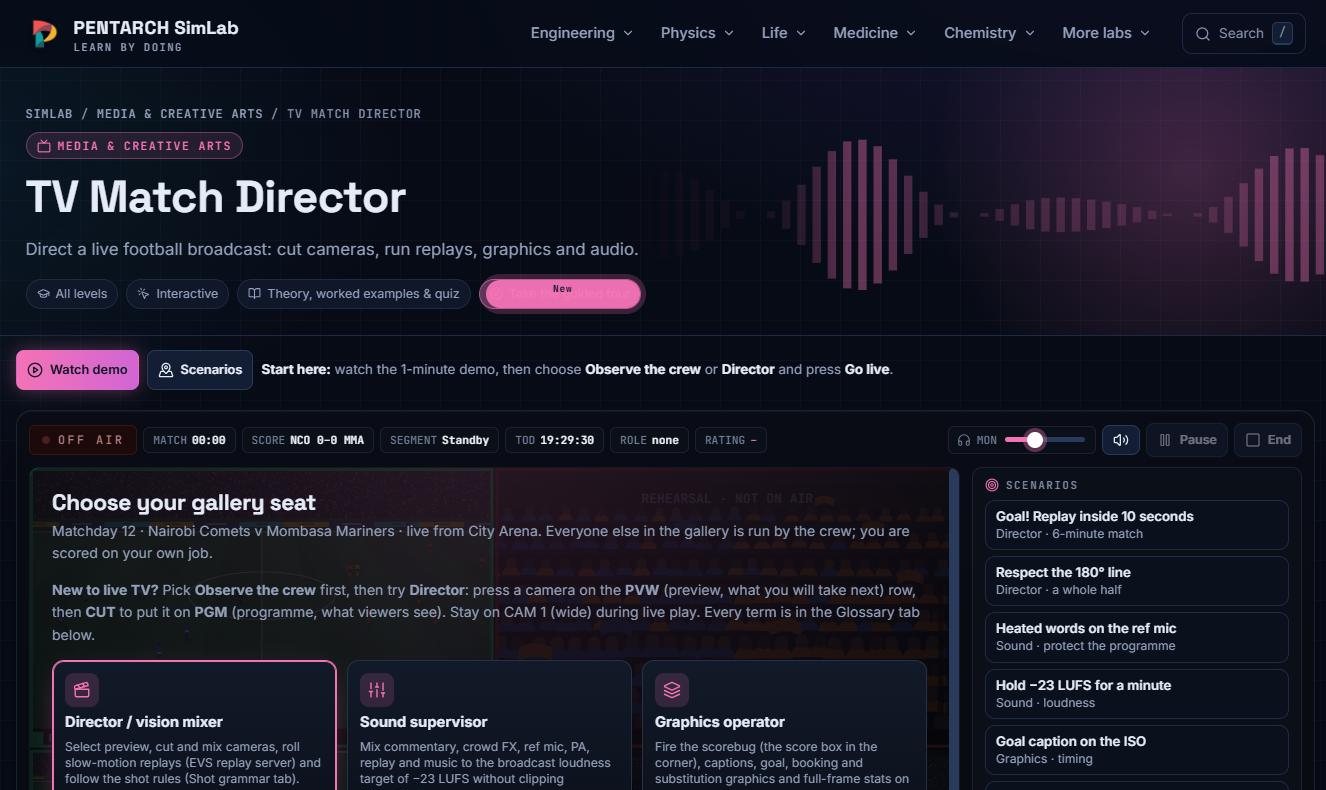 PENTARCH SimLab
LEARN BY DOING
Engineering
Physics
Life
Medicine
Chemistry
More labs
Search /
SIMLAB / MEDIA & CREATIVE ARTS / TV MATCH DIRECTOR
MEDIA & CREATIVE ARTS
TV Match Director
Direct a live football broadcast: cut cameras, run replays, graphics and audio.
All levels
Interactive
Theory, worked examples & quiz
New
Watch demo
Scenarios
Start here: watch the 1-minute demo, then choose Observe the crew or Director and press Go live.
OFF AIR
MATCH 00:00
SCORE NCO 0–0 MMA
SEGMENT Standby
TOD 19:29:30
ROLE none
RATING –
MON
Pause
End
REHEARSAL · NOT ON AIR
Choose your gallery seat
Matchday 12 · Nairobi Comets v Mombasa Mariners · live from City Arena. Everyone else in the gallery is run by the crew; you are
scored on your own job.
New to live TV? Pick Observe the crew first, then try Director: press a camera on the PVW (preview, what you will take next) row,
then CUT to put it on PGM (programme, what viewers see). Stay on CAM 1 (wide) during live play. Every term is in the Glossary tab
below.
Director / vision mixer
Select preview, cut and mix cameras, roll
slow-motion replays (EVS replay server) and
follow the shot rules (Shot grammar tab).
Sound supervisor
Mix commentary, crowd FX, ref mic, PA,
replay and music to the broadcast loudness
target of −23 LUFS without clipping
Graphics operator
Fire the scorebug (the score box in the
corner), captions, goal, booking and
substitution graphics and full-frame stats on
SCENARIOS
Goal! Replay inside 10 seconds
Director · 6-minute match
Respect the 180° line
Director · a whole half
Heated words on the ref mic
Sound · protect the programme
Hold −23 LUFS for a minute
Sound · loudness
Goal caption on the ISO
Graphics · timing